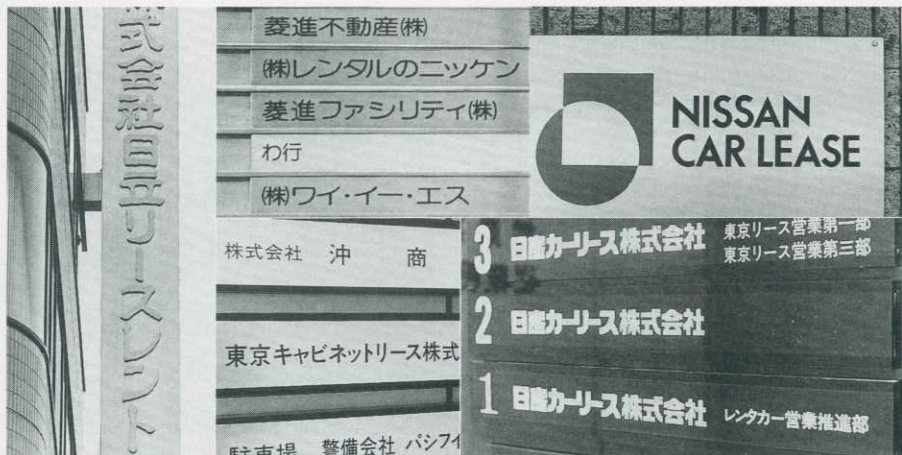 式会社日立リースレント
菱進不動産㈱
㈱レンタルのニッケン
菱進ファシリティ㈱
わ行
㈱ワイ・イー・エス
NISSAN
CAR LEASE
株式会社 沖 商
東京キャビネットリース株式
駐車場 警備会社 パシフィ
3 日産カーリース株式会社 東京リース営業第一部
東京リース営業第三部
2 日産カーリース株式会社
1 日産カーリース株式会社 レンタカー営業推進部